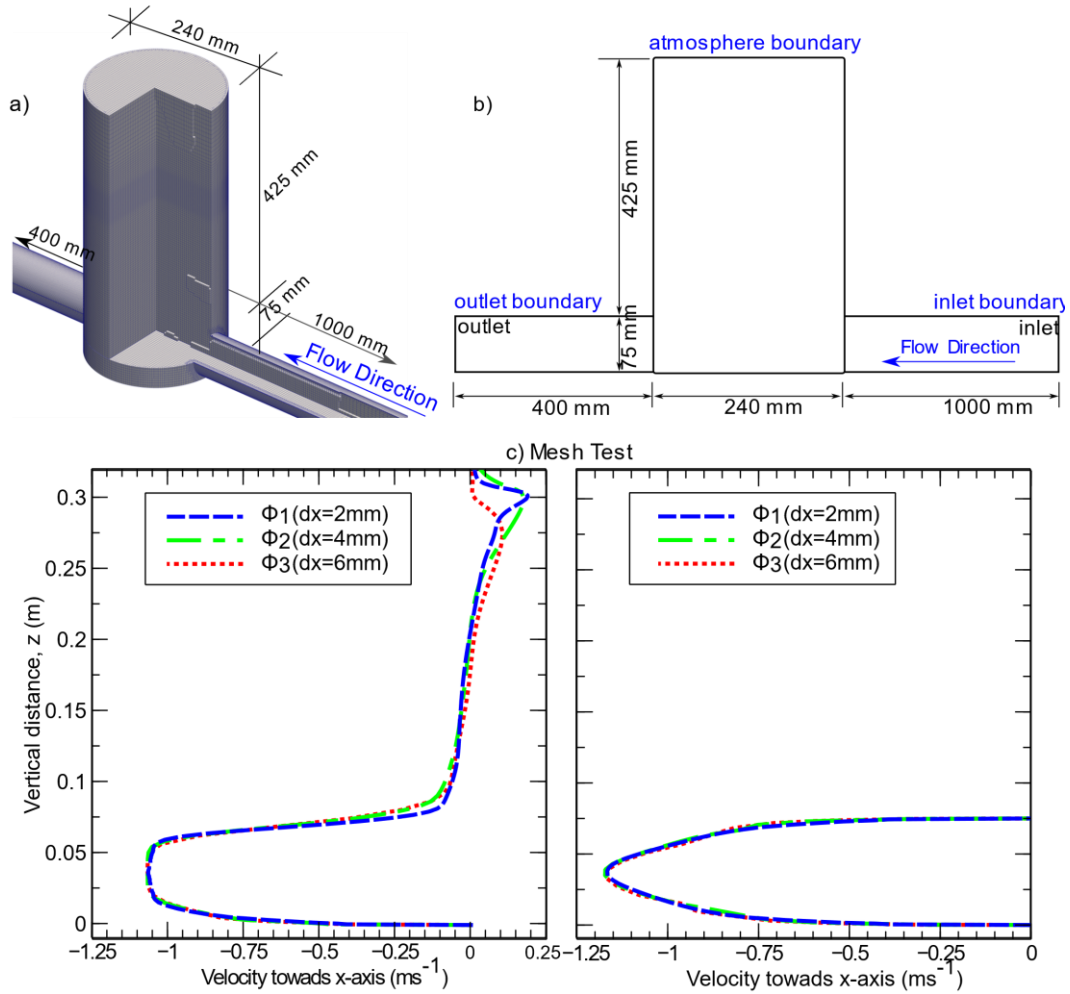 a)
240 mm
425 mm
400 mm
75 mm
1000 mm
Flow Direction
b)
atmosphere boundary
425 mm
outlet boundary
inlet boundary
outlet
inlet
75 mm
Flow Direction
400 mm
240 mm
1000 mm
c) Mesh Test
Φ1(dx=2mm)
Φ2(dx=4mm)
Φ3(dx=6mm)
0.3
0.25
0.2
0.15
0.1
0.05
0
Vertical distance, z (m)
−1.25 −1 −0.75 −0.5 −0.25 0 0.25
Velocity towads x-axis (ms-1)
Φ1(dx=2mm)
Φ2(dx=4mm)
Φ3(dx=6mm)
−1.25 −1 −0.75 −0.5 −0.25 −0
Velocity towads x-axis (ms-1)